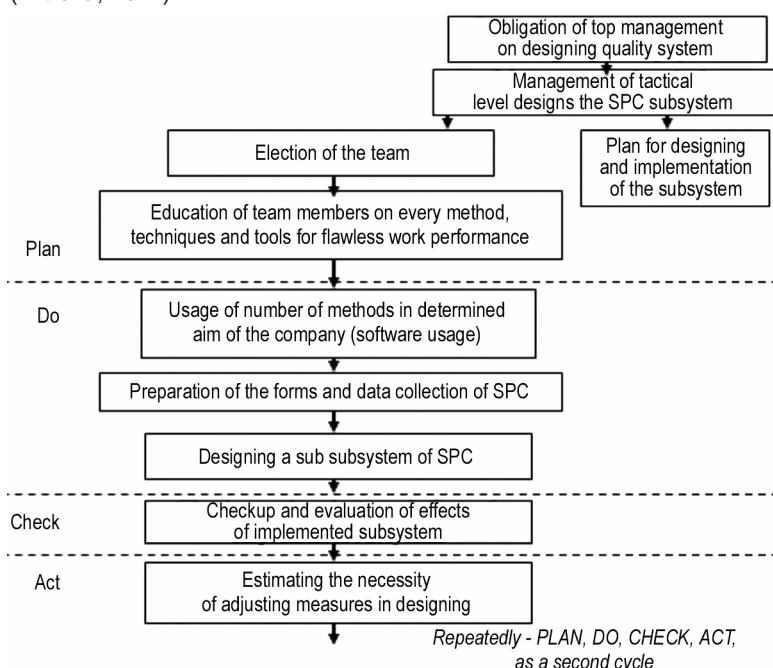 Obligation of top management
on designing quality system
Management of tactical
level designs the SPC subsystem
Election of the team
Plan for designing
and implementation
of the subsystem
Education of team members on every method,
techniques and tools for flawless work performance
Plan
Do
Usage of number of methods in determined
aim of the company (software usage)
Preparation of the forms and data collection of SPC
Designing a sub subsystem of SPC
Check
Checkup and evaluation of effects
of implemented subsystem
Act
Estimating the necessity
of adjusting measures in designing
Repeatedly - PLAN, DO, CHECK, ACT,
as a second cycle